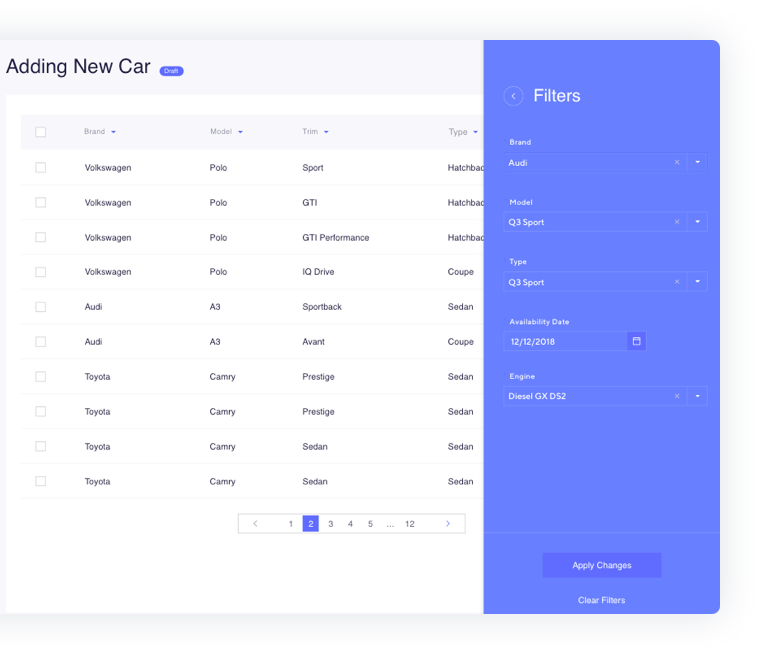 Adding New Car Draft
Brand Model Trim Type
Volkswagen Polo Sport Hatchbac
Volkswagen Polo GTI Hatchbac
Volkswagen Polo GTI Performance Hatchbac
Volkswagen Polo IQ Drive Coupe
Audi A3 Sportback Sedan
Audi A3 Avant Coupe
Toyota Camry Prestige Sedan
Toyota Camry Prestige Sedan
Toyota Camry Sedan Sedan
Toyota Camry Sedan Sedan
1 2 3 4 5 ... 12
Filters
Brand
Audi
Model
Q3 Sport
Type
Q3 Sport
Availability Date
12/12/2018
Engine
Diesel GX DS2
Apply Changes
Clear Filters